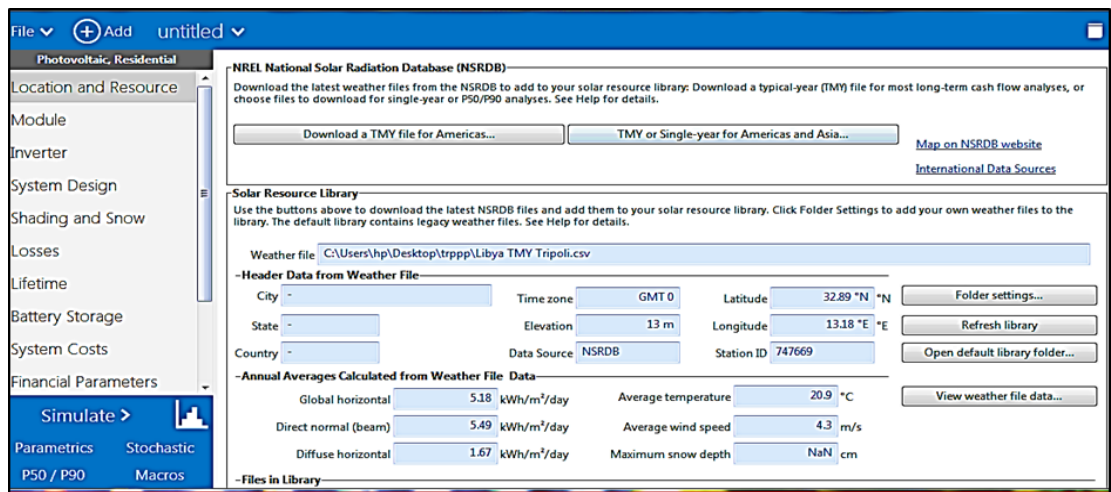 File Add untitled
Photovoltaic, Residential
Location and Resource
Module
Inverter
System Design
Shading and Snow
Losses
Lifetime
Battery Storage
System Costs
Financial Parameters
Simulate >
Parametrics Stochastic
P50 / P90 Macros
NREL National Solar Radiation Database (NSRDB)
Download the latest weather files from the NSRDB to add to your solar resource library: Download a typical-year (TMY) file for most long-term cash flow analyses, or
choose files to download for single-year or P50/P90 analyses. See Help for details.
Download a TMY file for Americas... TMY or Single-year for Americas and Asia...
Map on NSRDB website
International Data Sources
Solar Resource Library
Use the buttons above to download the latest NSRDB files and add them to your solar resource library. Click Folder Settings to add your own weather files to the
library. The default library contains legacy weather files. See Help for details.
Weather file C:\Users\hp\Desktop\trppp\Libya TMY Tripoli.csv
-Header Data from Weather File
City - Time zone GMT 0 Latitude 32.89 °N °N Folder settings...
State - Elevation 13 m Longitude 13.18 °E °E Refresh library
Country - Data Source NSRDB Station ID 747669 Open default library folder...
-Annual Averages Calculated from Weather File Data
Global horizontal 5.18 kWh/m²/day Average temperature 20.9 °C View weather file data...
Direct normal (beam) 5.49 kWh/m²/day Average wind speed 4.3 m/s
Diffuse horizontal 1.67 kWh/m²/day Maximum snow depth NaN cm
-Files in Library